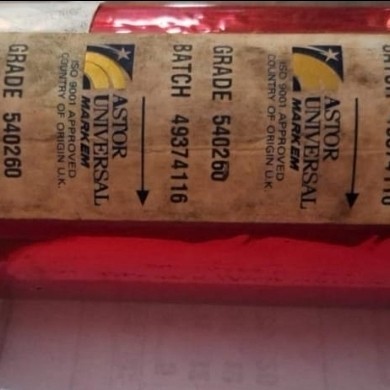 GRADE 540260
ISO 9001 APPROVED
COUNTRY OF ORIGIN U.K.
ASTOR
UNIVERSAL
MARKEM
GRADE 540260
BATCH 49374116
ISO 9001 APPROVED
COUNTRY OF ORIGIN U.K.
ASTOR
UNIVERSAL
MARKEM